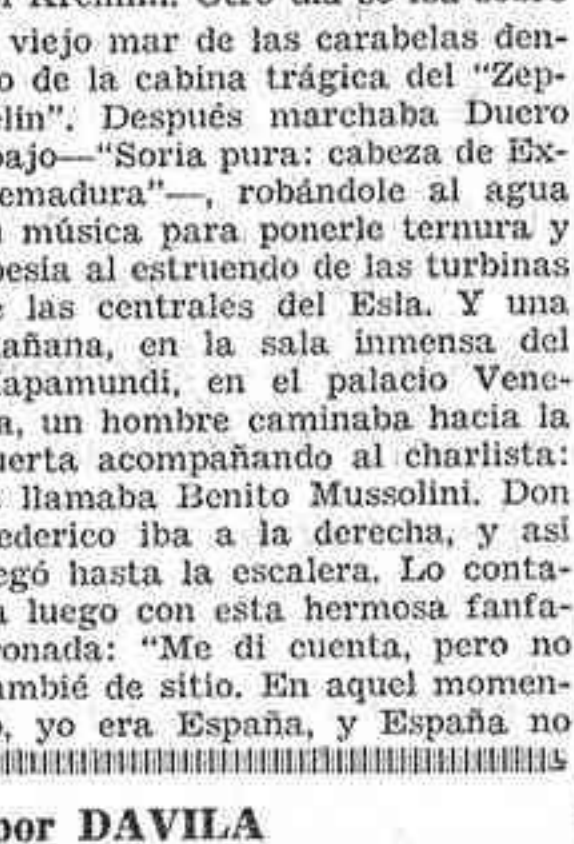 viejo mar de las carabelas den-
o de la cabina trágica del “Zep-
elín”. Después marchaba Duero
bajo—“Soria pura: cabeza de Ex-
remadura”—, robándole al agua
música para ponerle ternura y
oesía al estruendo de las turbinas
e las centrales del Esla. Y una
añana, en la sala inmensa del
apamundi, en el palacio Vene-
a, un hombre caminaba hacia la
uerta acompañando al charlista:
llamaba Benito Mussolini. Don
ederico iba a la derecha, y así
egó hasta la escalera. Lo conta-
a luego con esta hermosa fanfa-
ronada: “Me di cuenta, pero no
ambié de sitio. En aquel momen-
o, yo era España, y España no
por DAVILA